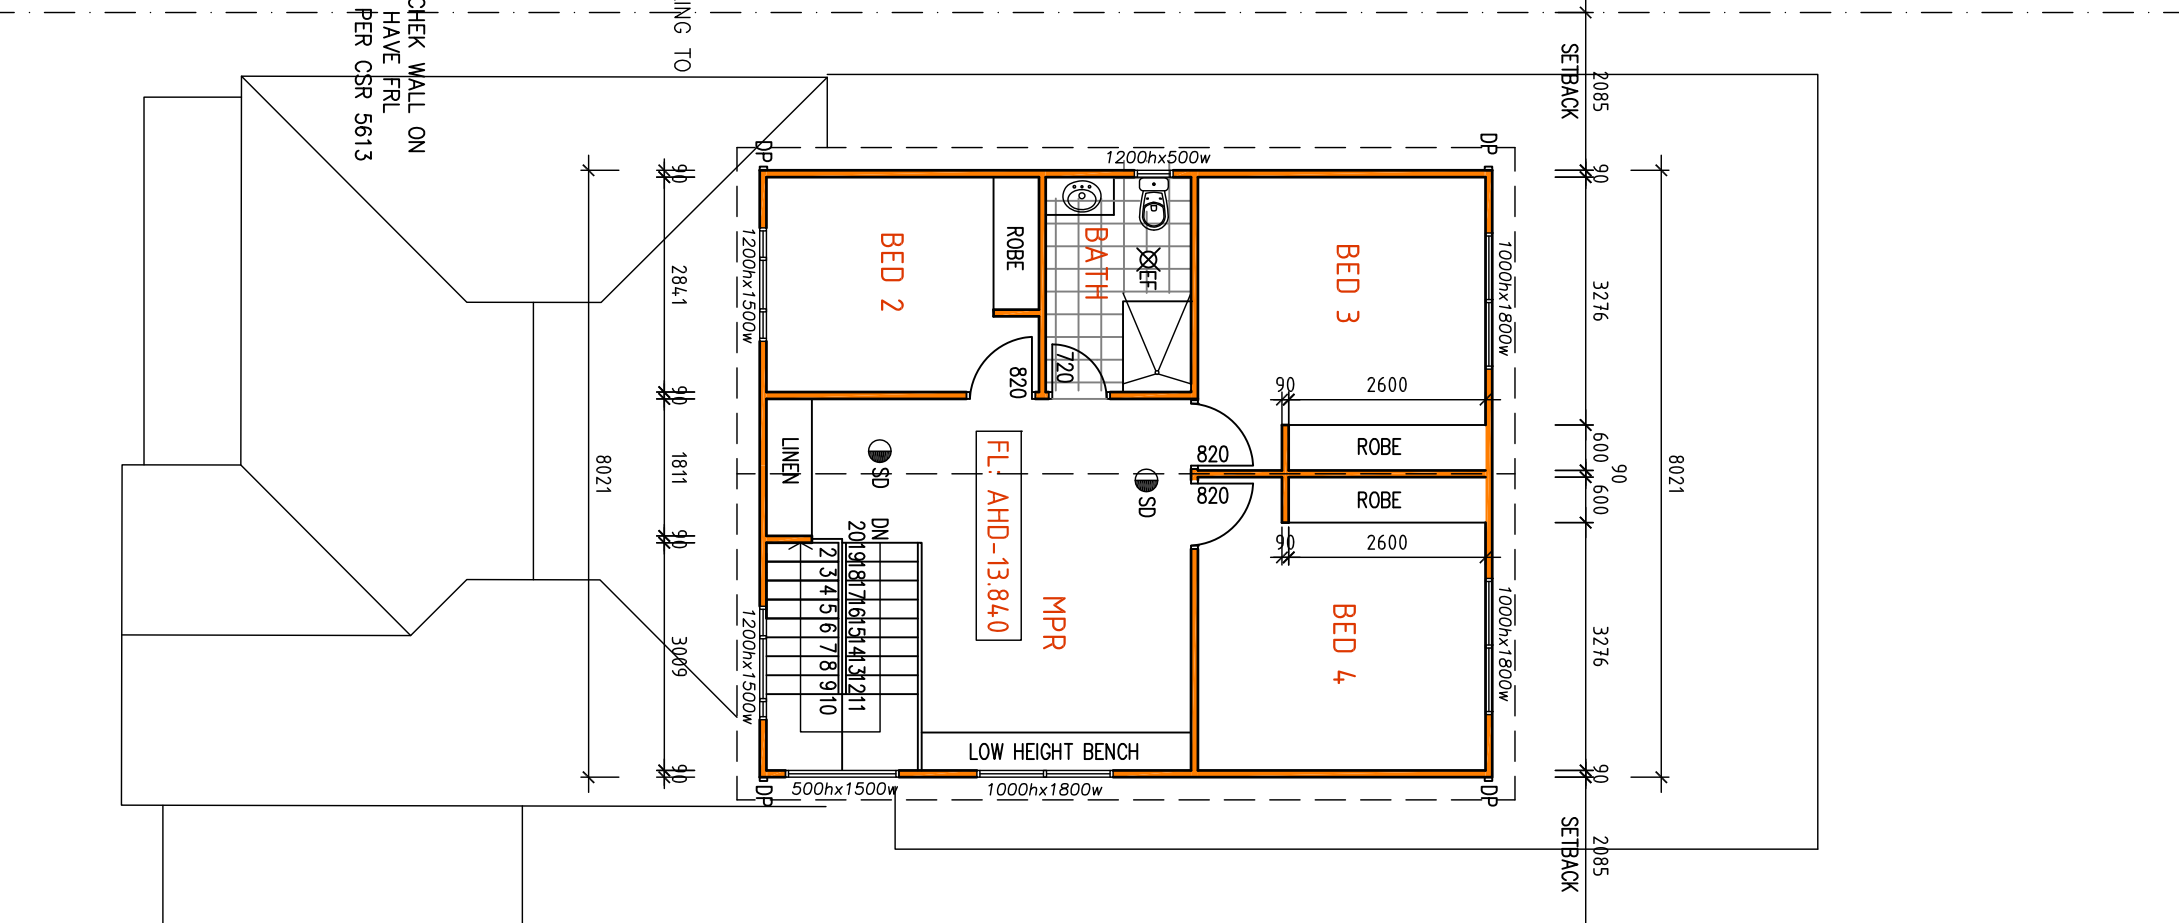 CHEK WALL ON
HAVE FRL
PER CSR 5613
ING TO
SETBACK
2085
DP
DP
1200hx500w
90
90
8021
2841
90
1811
90
3009
90
8021
1200hx1500w
1200hx1500w
BED 2
ROBE
BATH
EF
BED 3
1000hx1800w
3276
90 2600
820
720
ROBE
600
90
600
820
820
ROBE
90 2600
LINEN
SD
SD
FL: AHD-13.840
DN
2 3 4 5 6 7 8 9 10
20 19 18 17 16 15 14 13 12 11
MPR
BED 4
1000hx1800w
3276
90
LOW HEIGHT BENCH
500hx1500w
1000hx1800w
DP
DP
SETBACK
2085